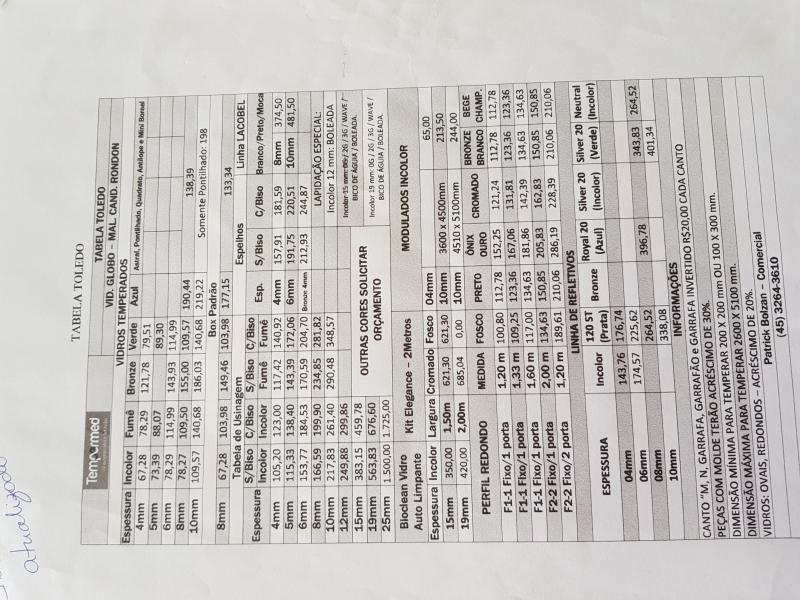 atualizada
TABELA TOLEDO
Tempermed
TABELA TOLEDO
VID. GLOBO – MAL. CAND. RONDON
VIDROS TEMPERADOS
Espessura Incolor Fumê Bronze Verde Azul Astral, Pontilhado, Quadrato, Antílope e Mini Boreal
4mm 67,28 78,29 121,78 79,51
5mm 73,39 88,07 89,30
6mm 78,29 114,99 143,93 114,99
8mm 78,27 109,50 155,00 109,57 190,44 138,39
10mm 109,57 140,68 186,03 140,68 219,22 Somente Pontilhado: 198
Box Padrão
8mm 67,28 103,98 149,46 103,98 177,15 133,34
Tabela de Usinagem
Espelhos
Linha LACOBEL
Espessura S/Biso Incolor C/Biso Incolor S/Biso Fumê C/Biso Fumê Esp. S/Biso C/Biso Branco/Preto/Moca
4mm 105,20 123,00 117,42 140,92 4mm 157,91 181,59 8mm 374,50
5mm 115,33 138,40 143,39 172,06 6mm 191,75 220,51 10mm 481,50
6mm 153,77 184,53 170,59 204,70 Bronze 4mm 212,93 244,87
8mm 166,59 199,90 234,85 281,82 LAPIDAÇÃO ESPECIAL:
10mm 217,83 261,40 290,48 348,57 Incolor 12 mm: BOLEADA
12mm 249,88 299,86 Incolor 15 mm: OG / 2G / 3G / WAVE / BICO DE ÁGUIA / BOLEADA.
15mm 383,15 459,78
19mm 563,83 676,60 Incolor 19 mm: OG / 2G / 3G / WAVE / BICO DE ÁGUIA / BOLEADA
25mm 1.500,00 1.725,00
OUTRAS CORES SOLICITAR ORÇAMENTO
Bioclean Vidro Auto Limpante
Kit Elegance – 2Metros
MODULADOS INCOLOR
Espessura Incolor Largura Cromado Fosco 04mm 65,00
15mm 350,00 1,50m 621,30 621,30 10mm 3600 x 4500mm 213,50
19mm 420,00 2,00m 685,04 0,00 10mm 4510 x 5100mm 244,00
PERFIL REDONDO MEDIDA FOSCO PRETO ÔNIX OURO CROMADO BRONZE BRANCO BEGE CHAMP.
F1-1 Fixo/1 porta 1,20 m 100,80 112,78 152,25 121,24 112,78 112,78
F1-1 Fixo/1 porta 1,33 m 109,25 123,36 167,06 131,81 123,36 123,36
F1-1 Fixo/1 porta 1,60 m 117,00 134,63 181,86 142,39 134,63 134,63
F2-2 Fixo/1 porta 2,00 m 134,63 150,85 205,83 162,83 150,85 150,85
F2-2 Fixo/2 porta 1,20 m 189,61 210,06 286,19 228,39 210,06 210,06
LINHA DE REFLETIVOS
ESPESSURA Incolor 120 ST (Prata) Bronze Royal 20 (Azul) Silver 20 (Incolor) Silver 20 (Verde) Neutral (Incolor)
04mm 143,76 176,74 343,83 264,52
06mm 174,57 225,62 396,78 401,34
08mm 264,52
10mm 338,08
INFORMAÇÕES
CANTO "M, N, GARRAFA, GARRAFÃO e GARRAFA INVERTIDO R$20,00 CADA CANTO
PEÇAS COM MOLDE TERÃO ACRÉSCIMO DE 30%.
DIMENSÃO MÍNIMA PARA TEMPERAR 200 X 200 mm OU 100 X 300 mm.
DIMENSÃO MÁXIMA PARA TEMPERAR 2600 X 5100 mm.
VIDROS: OVAIS, REDONDOS – ACRÉSCIMO DE 20%.
Patrick Bolzan – Comercial
(45) 3264-3610